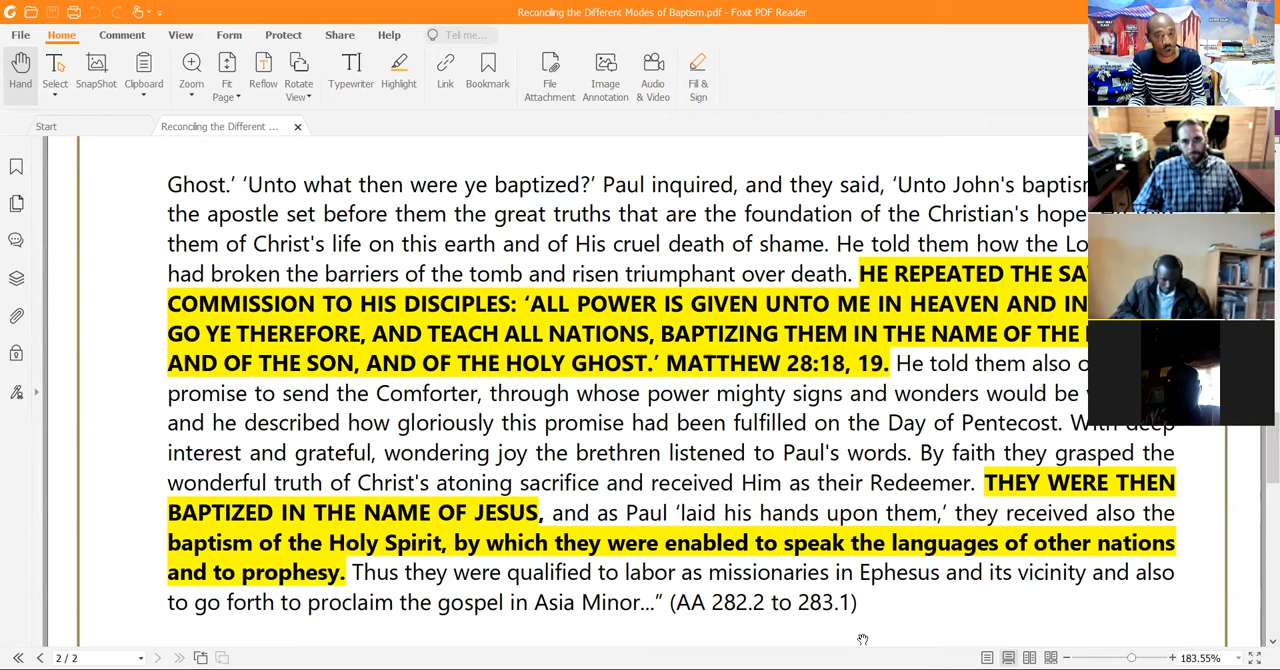 Reconciling the Different Modes of Baptism.pdf - Foxit PDF Reader
File Home Comment View Form Protect Share Help Tell me...
Hand Select SnapShot Clipboard Zoom Fit Page Reflow Rotate View Typewriter Highlight Link Bookmark File Attachment Image Annotation Audio & Video Fill & Sign
Start Reconciling the Different ...
Ghost.’ ‘Unto what then were ye baptized?’ Paul inquired, and they said, ‘Unto John's
the apostle set before them the great truths that are the foundation of the Christian's hope
them of Christ's life on this earth and of His cruel death of shame. He told them how the
had broken the barriers of the tomb and risen triumphant over death. HE REPEATED THE
COMMISSION TO HIS DISCIPLES: ‘ALL POWER IS GIVEN UNTO ME IN HEAVEN AND IN
GO YE THEREFORE, AND TEACH ALL NATIONS, BAPTIZING THEM IN THE NAME OF THE
AND OF THE SON, AND OF THE HOLY GHOST.’ MATTHEW 28:18, 19. He told them also
promise to send the Comforter, through whose power mighty signs and wonders would be
and he described how gloriously this promise had been fulfilled on the Day of Pentecost. With deep
interest and grateful, wondering joy the brethren listened to Paul's words. By faith they grasped the
wonderful truth of Christ's atoning sacrifice and received Him as their Redeemer. THEY WERE THEN
BAPTIZED IN THE NAME OF JESUS, and as Paul ‘laid his hands upon them,’ they received also the
baptism of the Holy Spirit, by which they were enabled to speak the languages of other nations
and to prophesy. Thus they were qualified to labor as missionaries in Ephesus and its vicinity and also
to go forth to proclaim the gospel in Asia Minor...” (AA 282.2 to 283.1)
2 / 2 183.55%